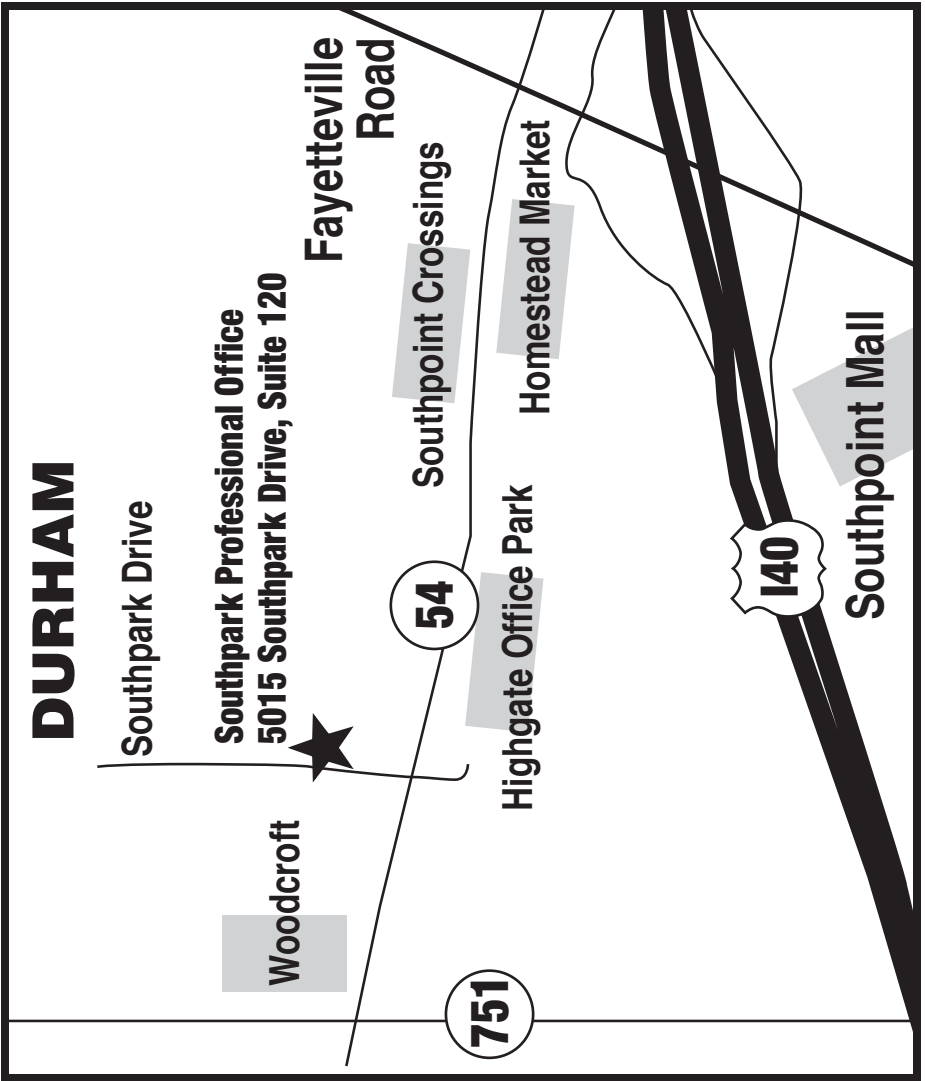 DURHAM
Southpark Drive
Southpark Professional Office
5015 Southpark Drive, Suite 120
Woodcroft
Fayetteville
Road
Southpoint Crossings
54
751
Highgate Office Park
Homestead Market
I40
Southpoint Mall